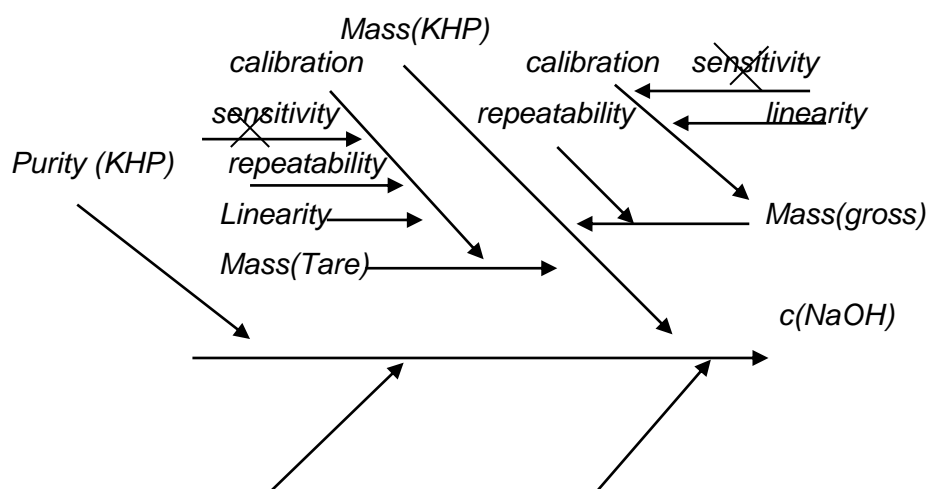 Mass(KHP)
calibration
calibration
sensitivity
sensitivity
repeatability
linearity
Purity (KHP)
repeatability
Linearity
Mass(gross)
Mass(Tare)
c(NaOH)